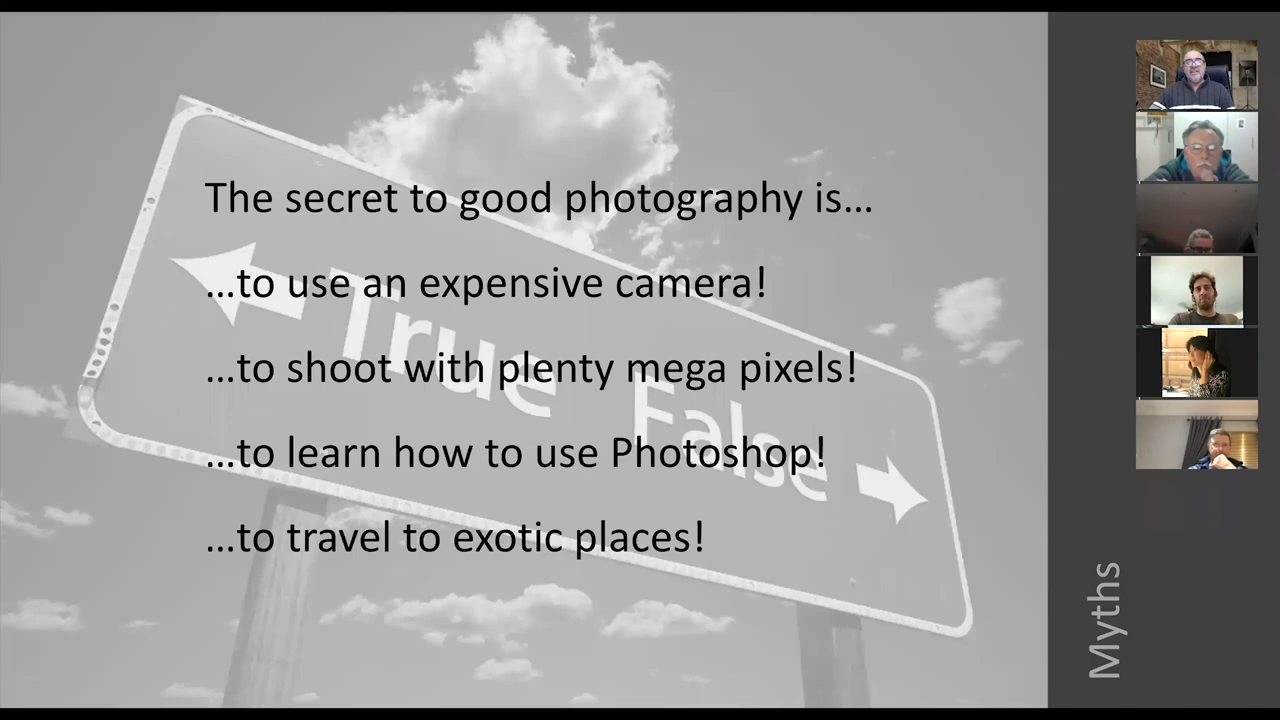 The secret to good photography is...
...to use an expensive camera!
...to shoot with plenty mega pixels!
...to learn how to use Photoshop!
...to travel to exotic places!
True
False
Myths